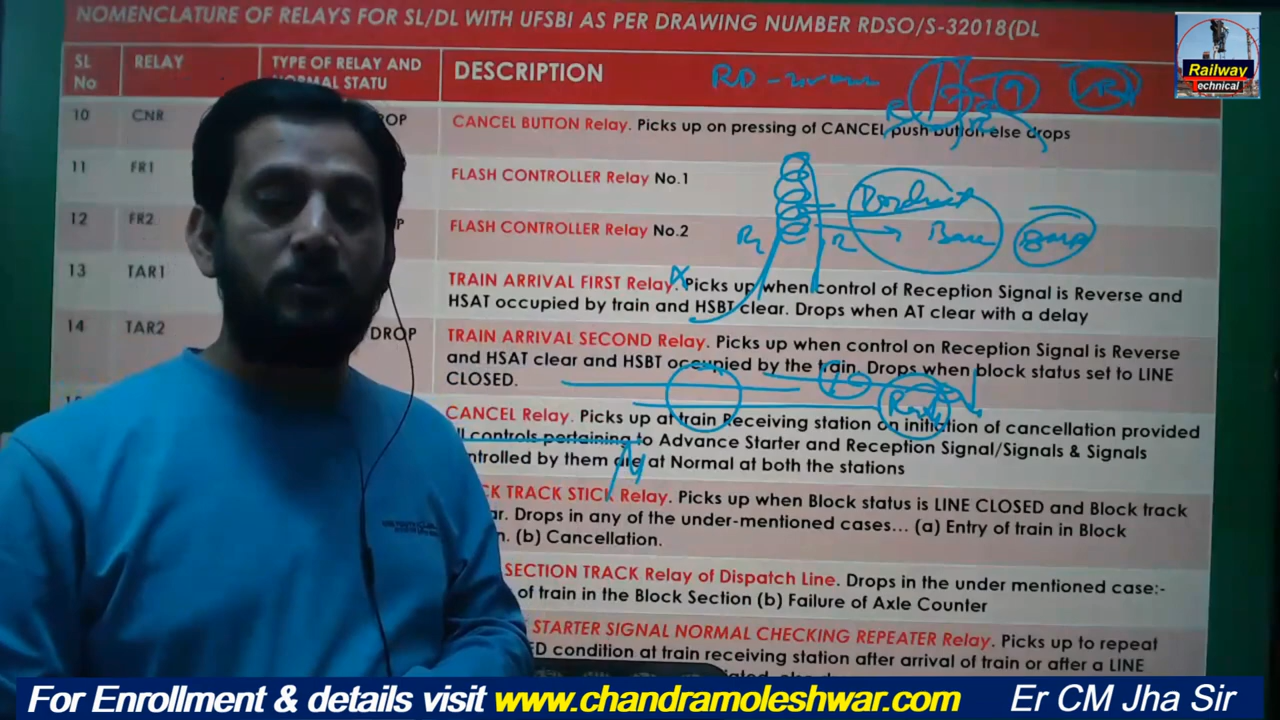 NOMENCLATURE OF RELAYS FOR SL/DL WITH UFSBI AS PER DRAWING NUMBER RDSO/S-32018(DL
Railway
Technical
SL No
RELAY
TYPE OF RELAY AND NORMAL STATU
DESCRIPTION
RD
10
CNR
ROP
CANCEL BUTTON Relay. Picks up on pressing of CANCEL push button else drops
11
FR1
FLASH CONTROLLER Relay No.1
12
FR2
P
FLASH CONTROLLER Relay No.2
13
TAR1
TRAIN ARRIVAL FIRST Relay. Picks up when control of Reception Signal is Reverse and
HSAT occupied by train and HSBT clear. Drops when AT clear with a delay
14
TAR2
DROP
TRAIN ARRIVAL SECOND Relay. Picks up when control on Reception Signal is Reverse
and HSAT clear and HSBT occupied by the train. Drops when block status set to LINE
CLOSED.
CANCEL Relay. Picks up at train Receiving station on initiation of cancellation provided
ll controls pertaining to Advance Starter and Reception Signal/Signals & Signals
ntrolled by them are at Normal at both the stations
CK TRACK STICK Relay. Picks up when Block status is LINE CLOSED and Block track
ar. Drops in any of the under-mentioned cases... (a) Entry of train in Block
n. (b) Cancellation.
SECTION TRACK Relay of Dispatch Line. Drops in the under mentioned case:-
of train in the Block Section (b) Failure of Axle Counter
STARTER SIGNAL NORMAL CHECKING REPEATER Relay. Picks up to repeat
ED condition at train receiving station after arrival of train or after a LINE
For Enrollment & details visit www.chandramoleshwar.com Er CM Jha Sir